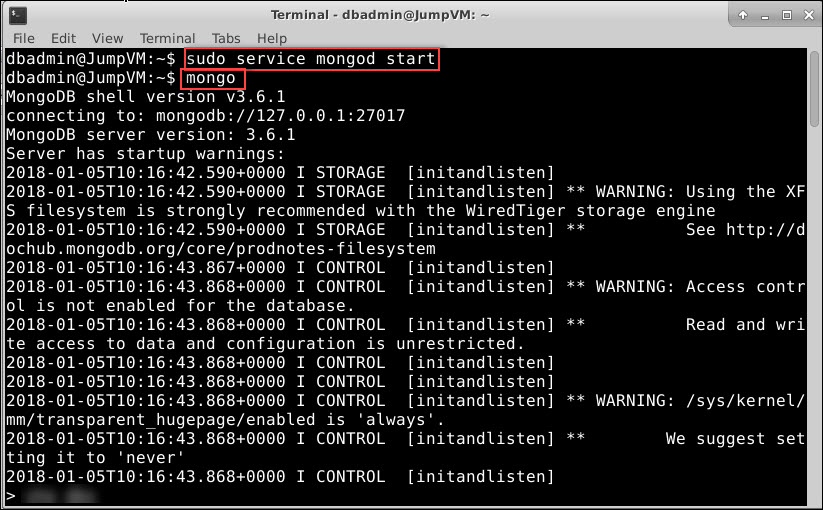 Terminal - dbadmin@JumpVM: ~
File Edit View Terminal Tabs Help
dbadmin@JumpVM:~$ sudo service mongod start
dbadmin@JumpVM:~$ mongo
MongoDB shell version v3.6.1
connecting to: mongodb://127.0.0.1:27017
MongoDB server version: 3.6.1
Server has startup warnings:
2018-01-05T10:16:42.590+0000 I STORAGE  [initandlisten]
2018-01-05T10:16:42.590+0000 I STORAGE  [initandlisten] ** WARNING: Using the XF
S filesystem is strongly recommended with the WiredTiger storage engine
2018-01-05T10:16:42.590+0000 I STORAGE  [initandlisten] **          See http://d
ochub.mongodb.org/core/prodnotes-filesystem
2018-01-05T10:16:43.867+0000 I CONTROL  [initandlisten]
2018-01-05T10:16:43.868+0000 I CONTROL  [initandlisten] ** WARNING: Access contr
ol is not enabled for the database.
2018-01-05T10:16:43.868+0000 I CONTROL  [initandlisten] **          Read and wri
te access to data and configuration is unrestricted.
2018-01-05T10:16:43.868+0000 I CONTROL  [initandlisten]
2018-01-05T10:16:43.868+0000 I CONTROL  [initandlisten]
2018-01-05T10:16:43.868+0000 I CONTROL  [initandlisten] ** WARNING: /sys/kernel/
mm/transparent_hugepage/enabled is 'always'.
2018-01-05T10:16:43.868+0000 I CONTROL  [initandlisten] **        We suggest set
ting it to 'never'
2018-01-05T10:16:43.868+0000 I CONTROL  [initandlisten]
>